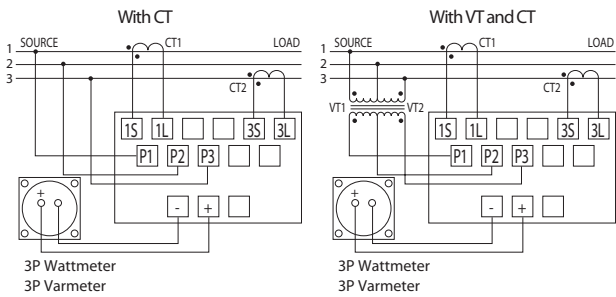 With CT
With VT and CT
1 SOURCE CT1 LOAD
2
3
CT2
1S 1L 3S 3L
P1 P2 P3
- +
+
3P Wattmeter
3P Varmeter
1 SOURCE CT1 LOAD
2
3
CT2
VT1 VT2
1S 1L 3S 3L
P1 P2 P3
- +
+
3P Wattmeter
3P Varmeter